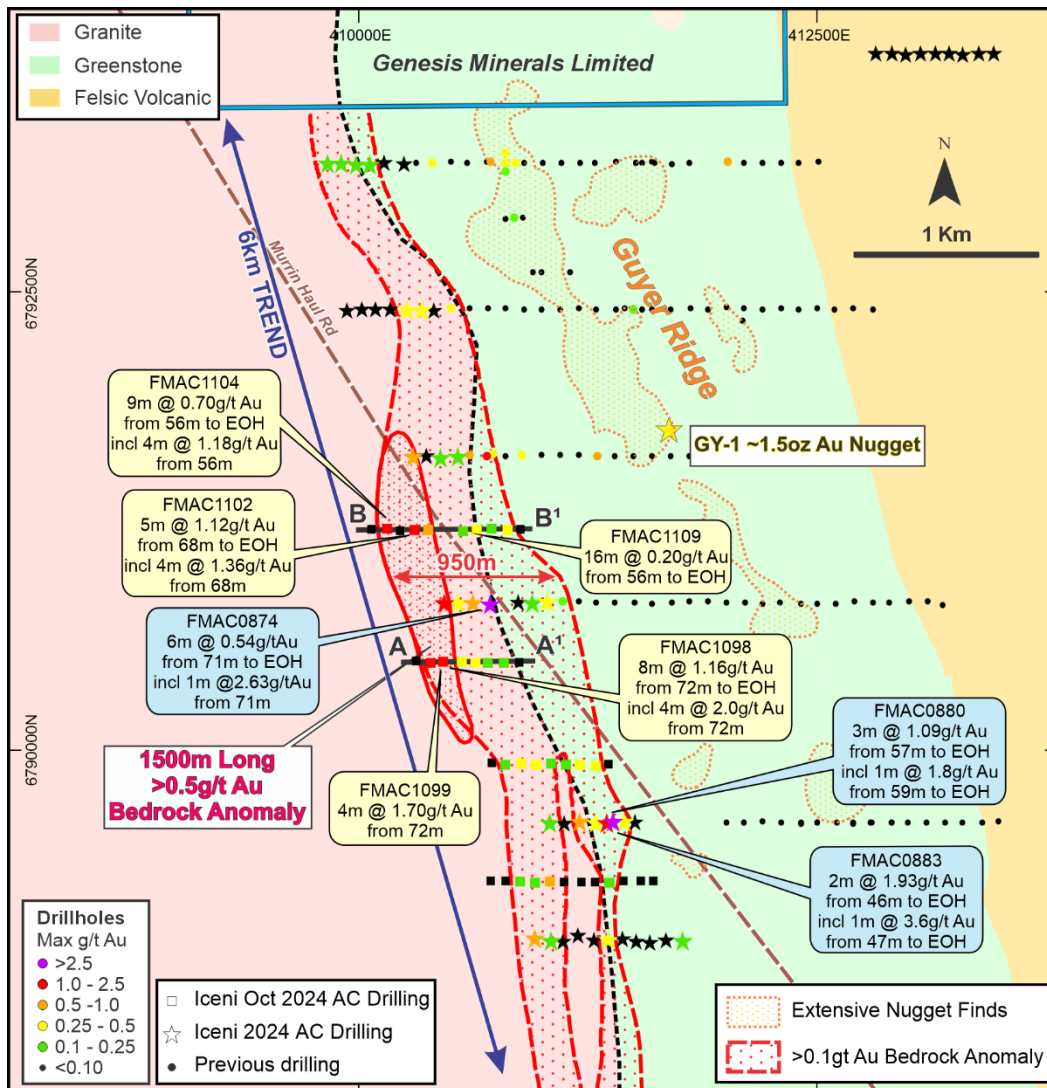 Granite
Greenstone
Felsic Volcanic
410000E
412500E
Genesis Minerals Limited
N
1 Km
6792500N
6790000N
6km TREND
Murrin Haul Rd
Guyer Ridge
GY-1 ~1.5oz Au Nugget
FMAC1104
9m @ 0.70g/t Au
from 56m to EOH
incl 4m @ 1.18g/t Au
from 56m
FMAC1102
5m @ 1.12g/t Au
from 68m to EOH
incl 4m @ 1.36g/t Au
from 68m
B
B¹
FMAC1109
16m @ 0.20g/t Au
from 56m to EOH
950m
FMAC0874
6m @ 0.54g/tAu
from 71m to EOH
incl 1m @2.63g/tAu
from 71m
A
A¹
FMAC1098
8m @ 1.16g/t Au
from 72m to EOH
incl 4m @ 2.0g/t Au
from 72m
FMAC0880
3m @ 1.09g/t Au
from 57m to EOH
incl 1m @ 1.8g/t Au
from 59m to EOH
1500m Long
>0.5g/t Au
Bedrock Anomaly
FMAC1099
4m @ 1.70g/t Au
from 72m
FMAC0883
2m @ 1.93g/t Au
from 46m to EOH
incl 1m @ 3.6g/t Au
from 47m to EOH
Drillholes
Max g/t Au
>2.5
1.0 - 2.5
0.5 -1.0
0.25 - 0.5
0.1 - 0.25
<0.10
Iceni Oct 2024 AC Drilling
Iceni 2024 AC Drilling
Previous drilling
Extensive Nugget Finds
>0.1gt Au Bedrock Anomaly